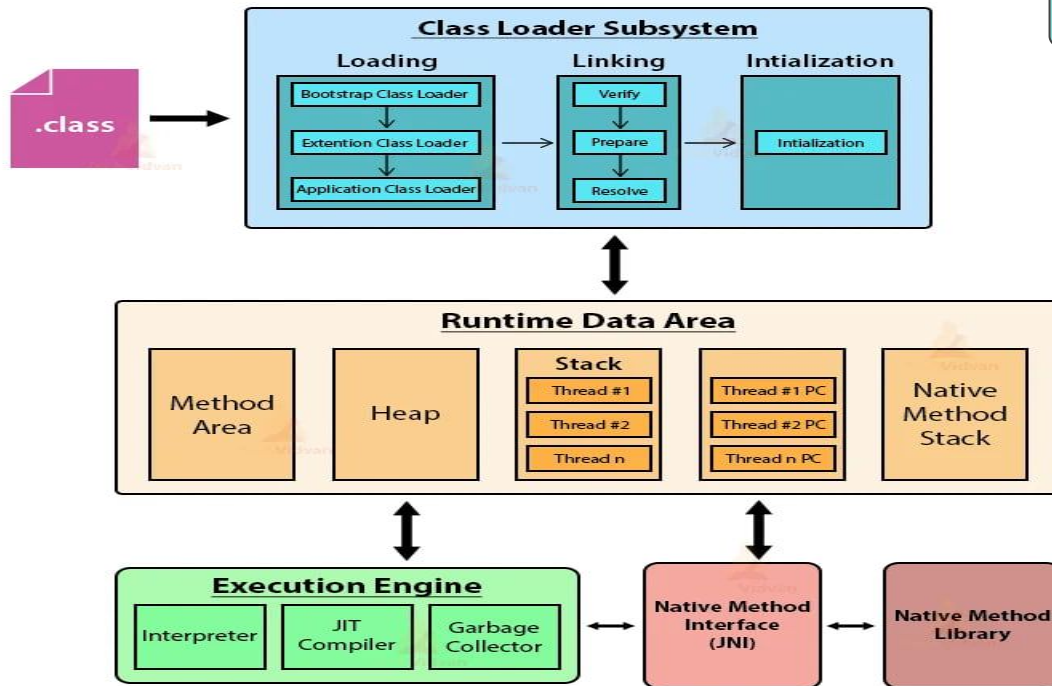 Class Loader Subsystem
Loading
Linking
Intialization
.class
Bootstrap Class Loader
Extention Class Loader
Application Class Loader
Verify
Prepare
Resolve
Intialization
Runtime Data Area
Method
Area
Heap
Stack
Thread #1
Thread #2
Thread n
Thread #1 PC
Thread #2 PC
Thread n PC
Native
Method
Stack
Execution Engine
Interpreter
JIT
Compiler
Garbage
Collector
Native Method
Interface
(JNI)
Native Method
Library
Vidvan
Vidvan